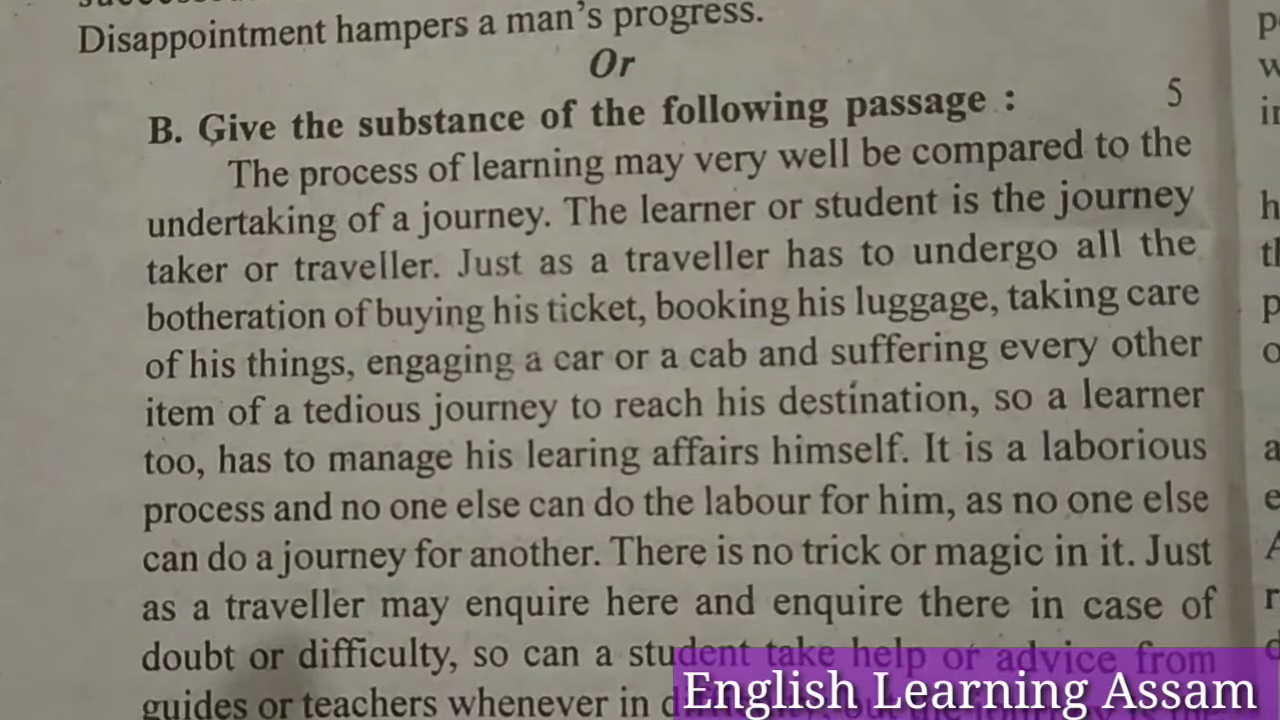 Disappointment hampers a man's progress.
Or
B. Give the substance of the following passage : 5
The process of learning may very well be compared to the
undertaking of a journey. The learner or student is the journey
taker or traveller. Just as a traveller has to undergo all the
botheration of buying his ticket, booking his luggage, taking care
of his things, engaging a car or a cab and suffering every other
item of a tedious journey to reach his destination, so a learner
too, has to manage his learing affairs himself. It is a laborious
process and no one else can do the labour for him, as no one else
can do a journey for another. There is no trick or magic in it. Just
as a traveller may enquire here and enquire there in case of
doubt or difficulty, so can a student take help or advice from
guides or teachers whenever in
English Learning Assam